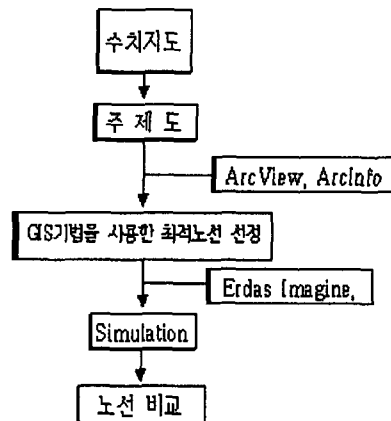 수치지도
주 제 도
ArcView, ArcInfo
GIS기법을 사용한 최적노선 선정
Erdas Imagine,
Simulation
노선 비교